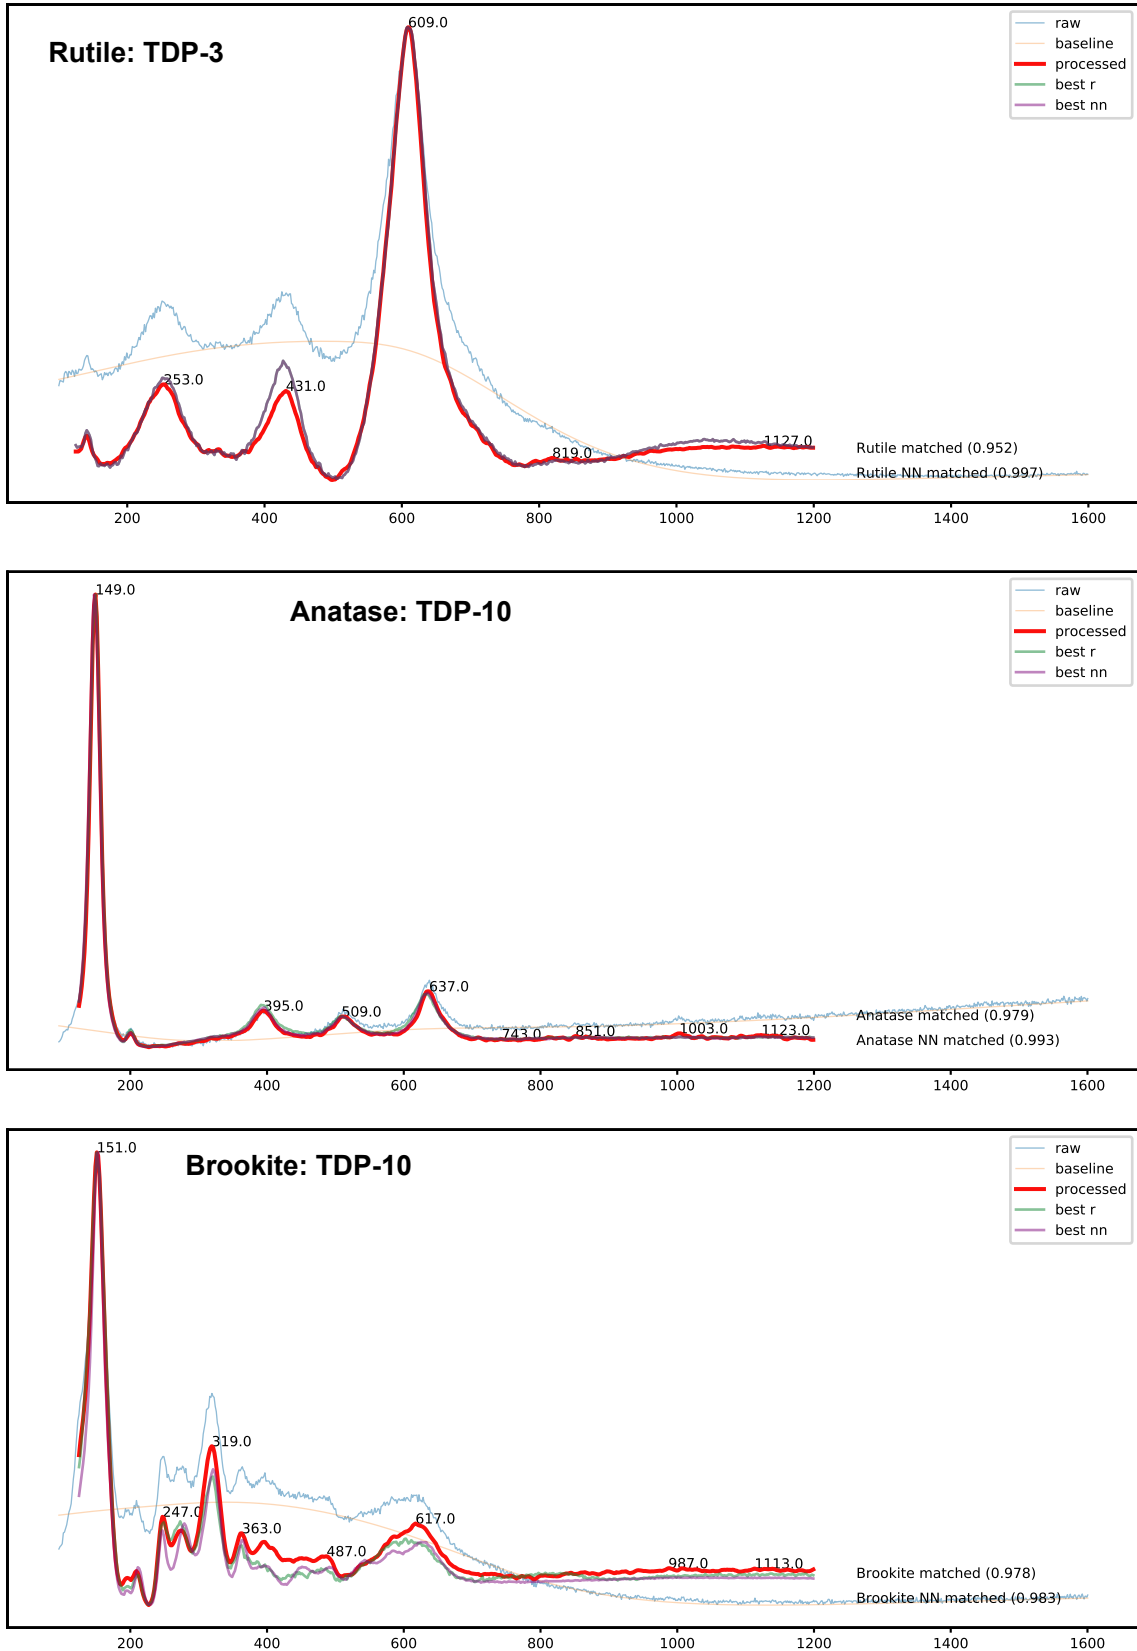 609.0
Rutile: TDP-3
raw
baseline
processed
best r
best nn
253.0
431.0
819.0
1127.0
Rutile matched (0.952)
Rutile NN matched (0.997)
200 400 600 800 1000 1200 1400 1600
149.0
Anatase: TDP-10
raw
baseline
processed
best r
best nn
395.0
509.0
637.0
743.0
851.0
1003.0
1123.0
Anatase matched (0.979)
Anatase NN matched (0.993)
200 400 600 800 1000 1200 1400 1600
151.0
Brookite: TDP-10
raw
baseline
processed
best r
best nn
319.0
247.0
363.0
487.0
617.0
987.0
1113.0
Brookite matched (0.978)
Brookite NN matched (0.983)
200 400 600 800 1000 1200 1400 1600